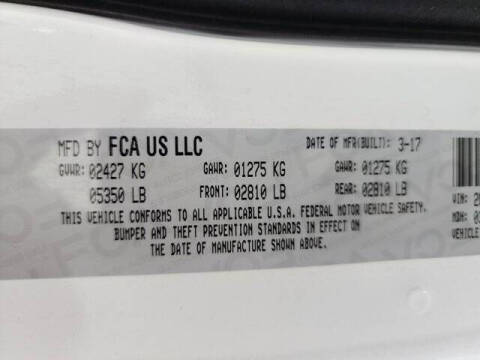 MFD BY FCA US LLC DATE OF MFR(BUILT): 3-17
GVWR: 02427 KG GAWR: 01275 KG GAWR: 01275 KG
05350 LB FRONT: 02810 LB REAR: 02810 LB
THIS VEHICLE CONFORMS TO ALL APPLICABLE U.S.A. FEDERAL MOTOR VEHICLE SAFETY, VIN:
BUMPER AND THEFT PREVENTION STANDARDS IN EFFECT ON MDH:
THE DATE OF MANUFACTURE SHOWN ABOVE.